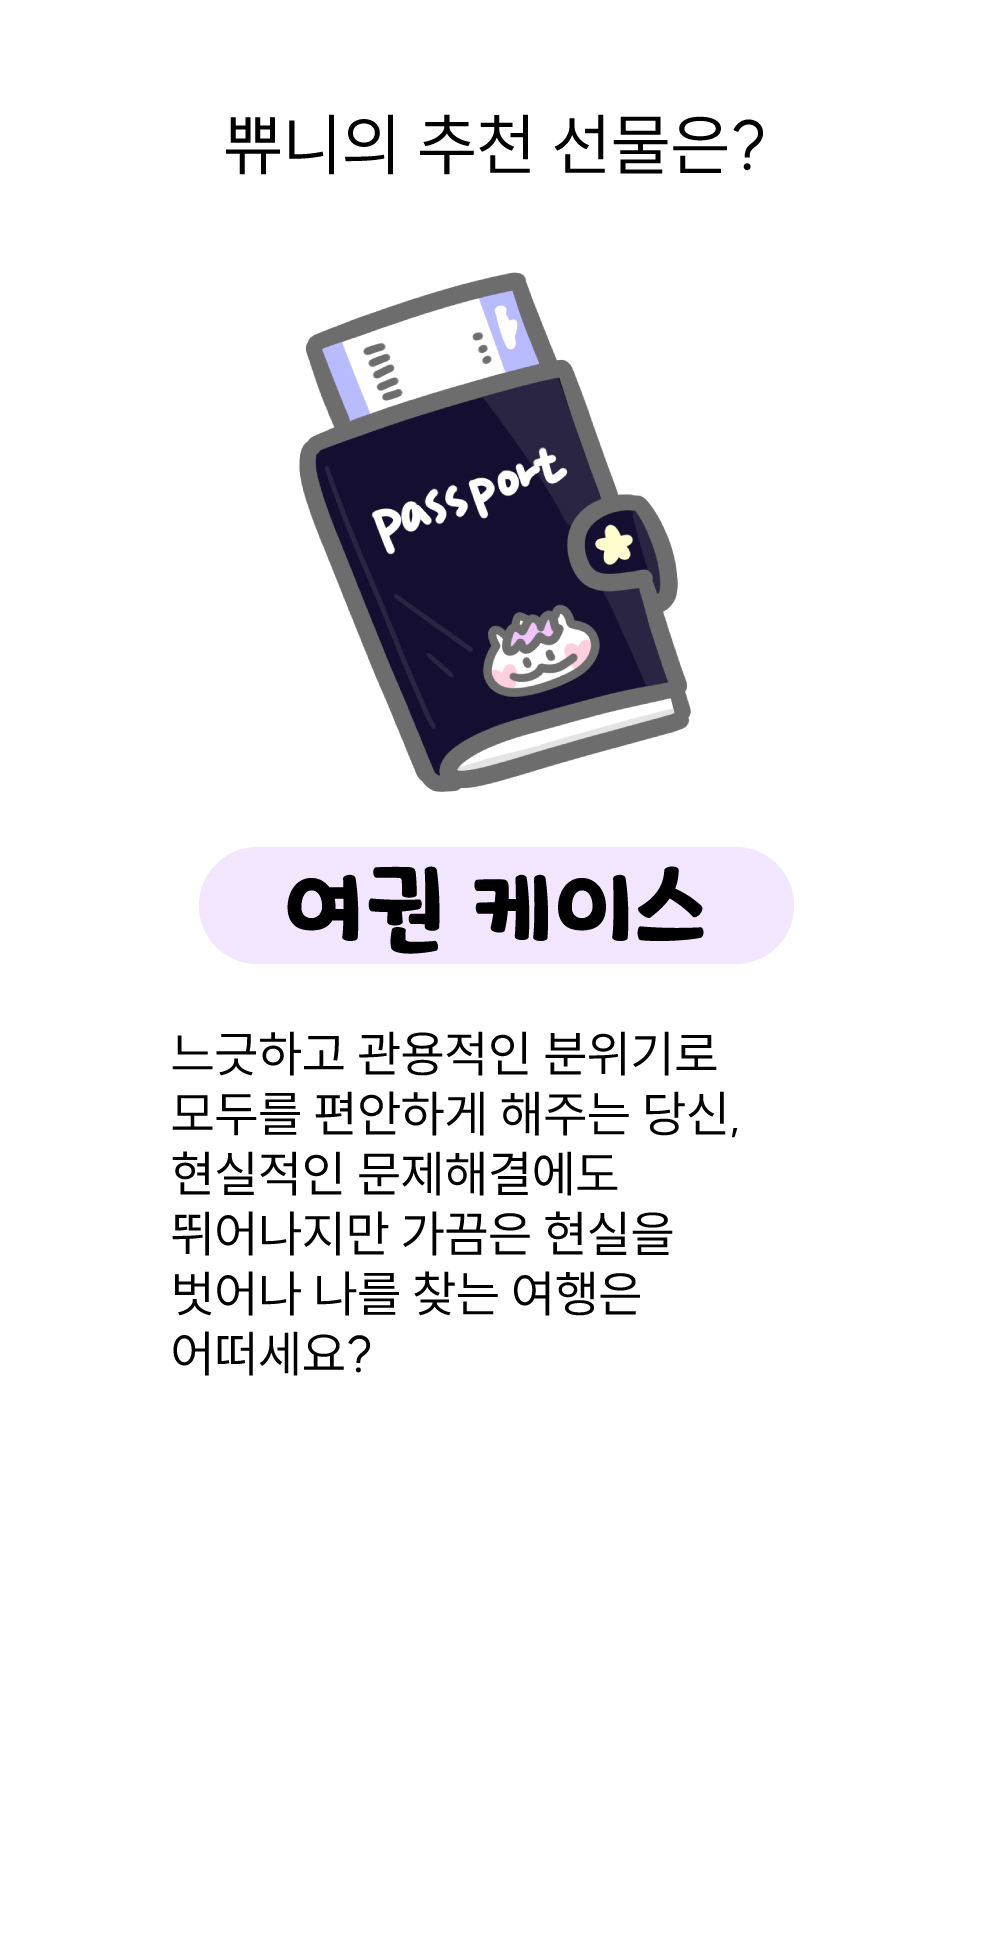 쀼니의 추천 선물은?
passport
여권 케이스
느긋하고 관용적인 분위기로
모두를 편안하게 해주는 당신,
현실적인 문제해결에도
뛰어나지만 가끔은 현실을
벗어나 나를 찾는 여행은
어떠세요?